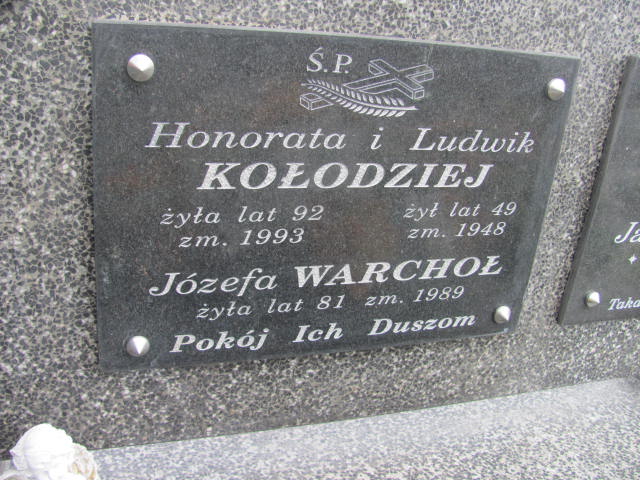 Ś.P.
Honorata i Ludwik
KOŁODZIEJ
żyła lat 92 żył lat 49
zm. 1993 zm. 1948
Józefa WARCHOŁ
żyła lat 81 zm. 1989
Pokój Ich Duszom